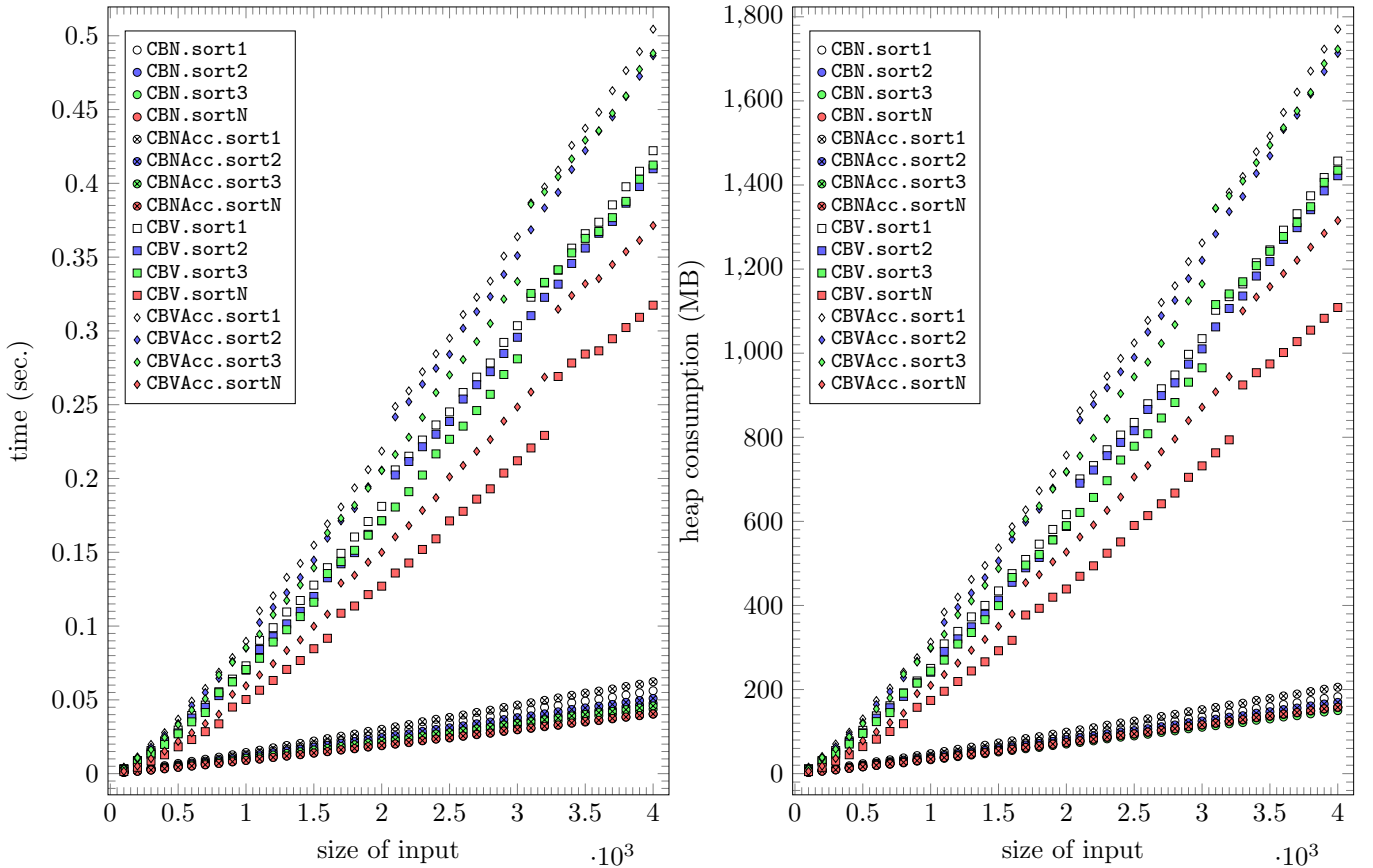 0
0.5
1
1.5
2
2.5
3
3.5
4
·10³
0
0.05
0.1
0.15
0.2
0.25
0.3
0.35
0.4
0.45
0.5
size of input
time (sec.)
CBN.sort1
CBN.sort2
CBN.sort3
CBN.sortN
CBNAcc.sort1
CBNAcc.sort2
CBNAcc.sort3
CBNAcc.sortN
CBV.sort1
CBV.sort2
CBV.sort3
CBV.sortN
CBVAcc.sort1
CBVAcc.sort2
CBVAcc.sort3
CBVAcc.sortN
0
0.5
1
1.5
2
2.5
3
3.5
4
·10³
0
200
400
600
800
1,000
1,200
1,400
1,600
1,800
size of input
heap consumption (MB)
CBN.sort1
CBN.sort2
CBN.sort3
CBN.sortN
CBNAcc.sort1
CBNAcc.sort2
CBNAcc.sort3
CBNAcc.sortN
CBV.sort1
CBV.sort2
CBV.sort3
CBV.sortN
CBVAcc.sort1
CBVAcc.sort2
CBVAcc.sort3
CBVAcc.sortN